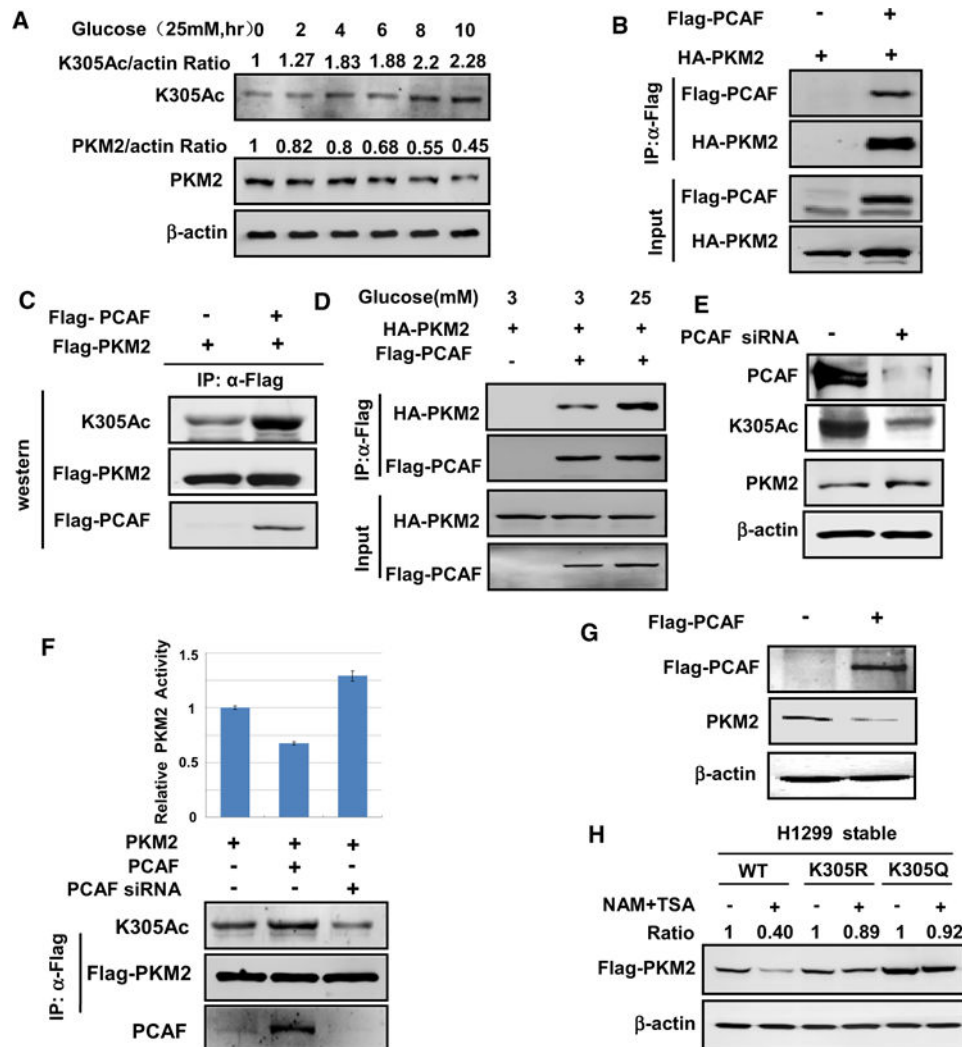 A
Glucose（25mM,hr） 0 2 4 6 8 10
K305Ac/actin Ratio 1 1.27 1.83 1.88 2.2 2.28
K305Ac
PKM2/actin Ratio 1 0.82 0.8 0.68 0.55 0.45
PKM2
β-actin
B
Flag-PCAF - +
HA-PKM2 + +
IP:α-Flag
Flag-PCAF
HA-PKM2
Input
Flag-PCAF
HA-PKM2
C
Flag- PCAF - +
Flag-PKM2 + +
IP: α-Flag
western
K305Ac
Flag-PKM2
Flag-PCAF
D
Glucose(mM) 3 3 25
HA-PKM2 + + +
Flag-PCAF - + +
IP:α-Flag
HA-PKM2
Flag-PCAF
Input
HA-PKM2
Flag-PCAF
E
PCAF siRNA - +
PCAF
K305Ac
PKM2
β-actin
F
Relative PKM2 Activity
1.5
1
0.5
0
PKM2 + + +
PCAF - + -
PCAF siRNA - - +
IP: α-Flag
K305Ac
Flag-PKM2
PCAF
G
Flag-PCAF - +
Flag-PCAF
PKM2
β-actin
H
H1299 stable
WT K305R K305Q
NAM+TSA - + - + - +
Ratio 1 0.40 1 0.89 1 0.92
Flag-PKM2
β-actin